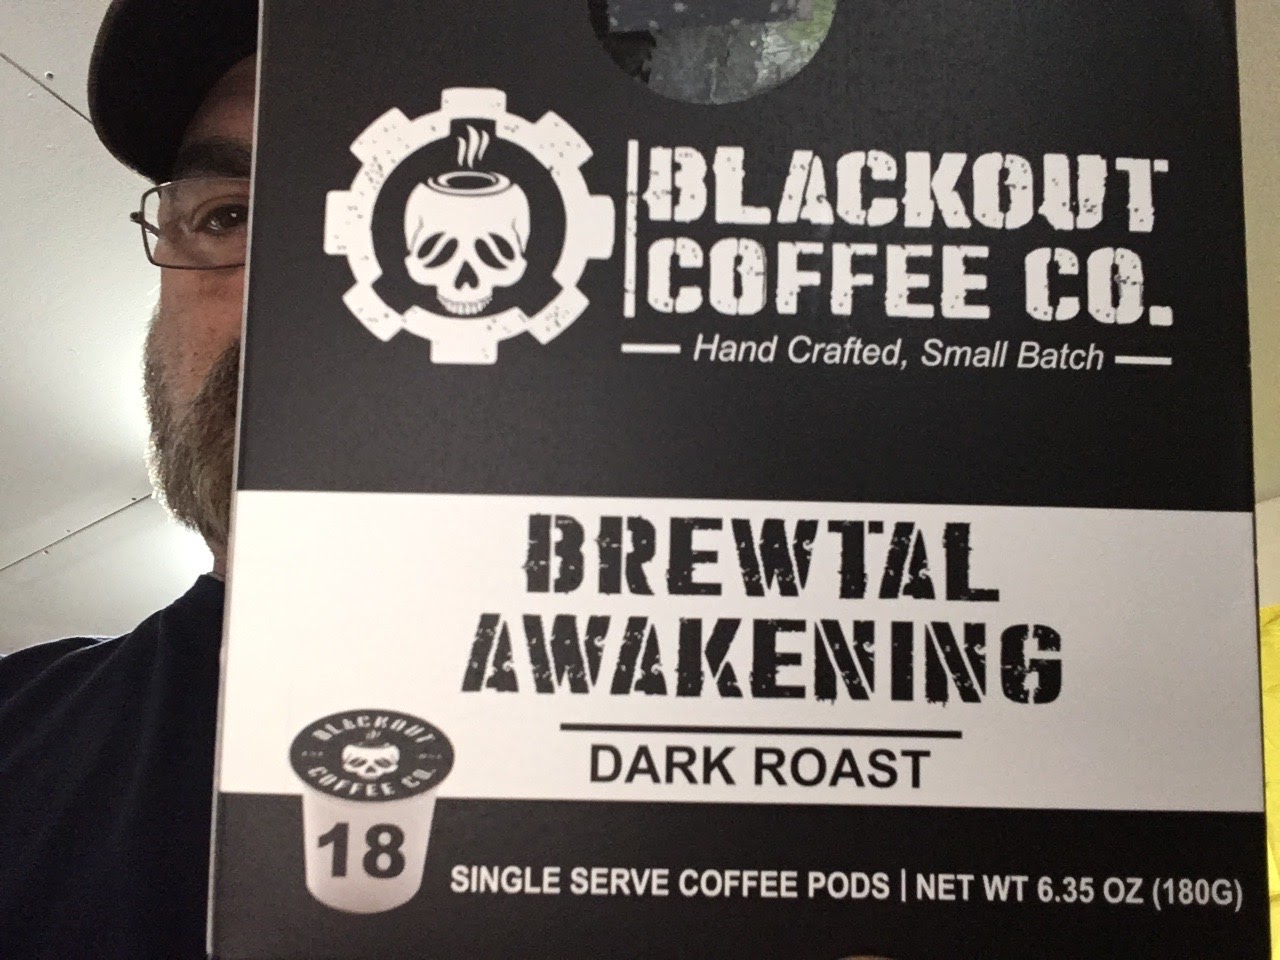 BLACKOUT
COFFEE CO.
Hand Crafted, Small Batch
BREWTAL
AWAKENING
DARK ROAST
BLACKOUT
COFFEE CO.
18
SINGLE SERVE COFFEE PODS | NET WT 6.35 OZ (180G)